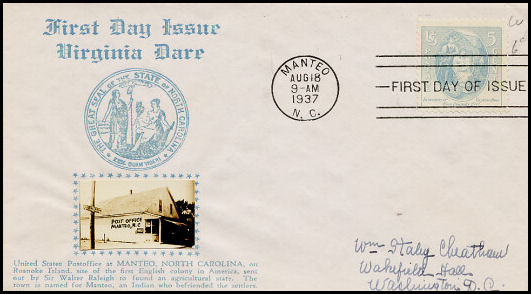 First Day Issue
Virginia Dare
THE GREAT SEAL OF THE STATE OF NORTH CAROLINA
ESSE QUAM VIDERI
POST OFFICE
MANTEO, N.C.
United States Postoffice at MANTEO, NORTH CAROLINA, on
Roanoke Island, site of the first English colony in America, sent
out by Sir Walter Raleigh to found an agricultural state. The
town is named for Manteo, an Indian who befriended the settlers.
MANTEO
AUG 18
9-AM
1937
N. C.
5
FIRST DAY OF ISSUE
6c
Wm Haley Cheatham
Wakefield Hall
Washington D. C.